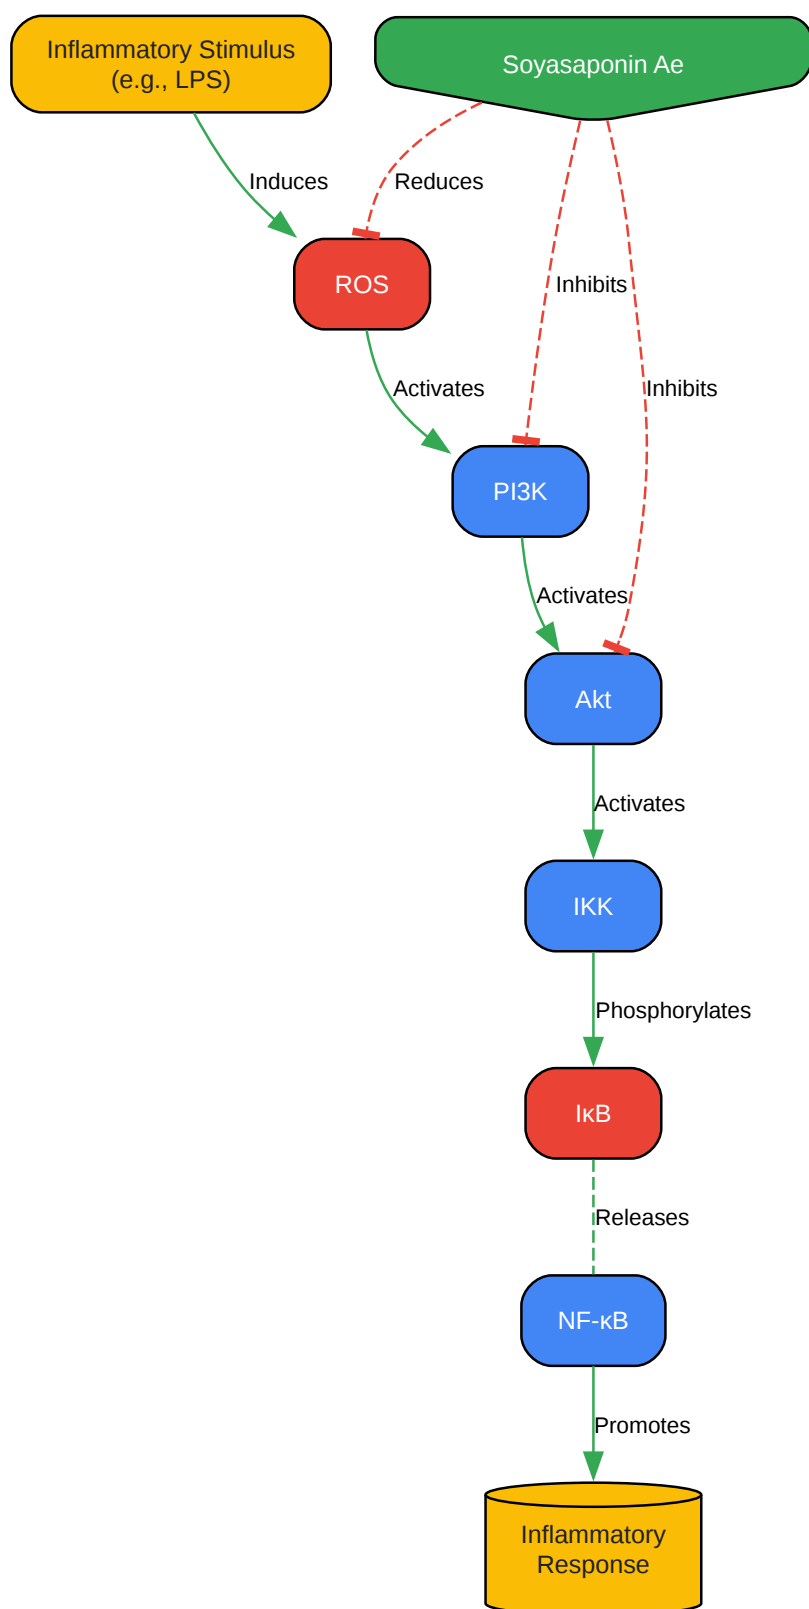 Inflammatory Stimulus
(e.g., LPS)
Soyasaponin Ae
Induces
Reduces
ROS
Inhibits
Activates
Inhibits
PI3K
Activates
Akt
Activates
IKK
Phosphorylates
IκB
Releases
NF-κB
Promotes
Inflammatory
Response